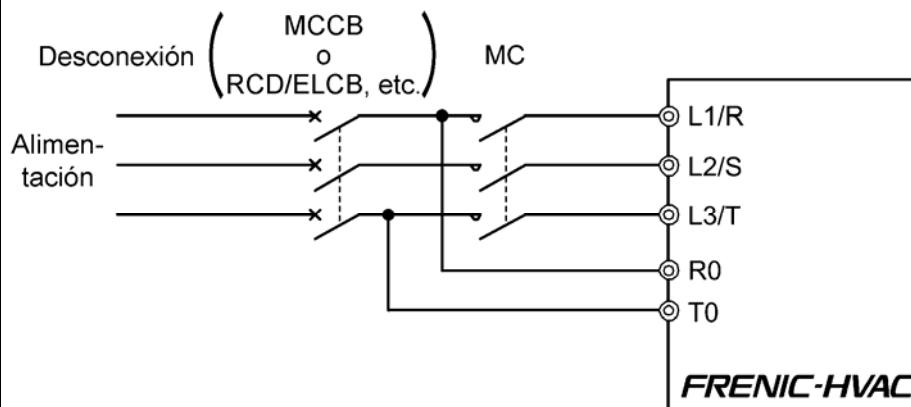 Desconexión
MCCB
o
RCD/ELCB, etc.
MC
Alimen-
tación
L1/R
L2/S
L3/T
R0
T0
FRENIC-HVAC